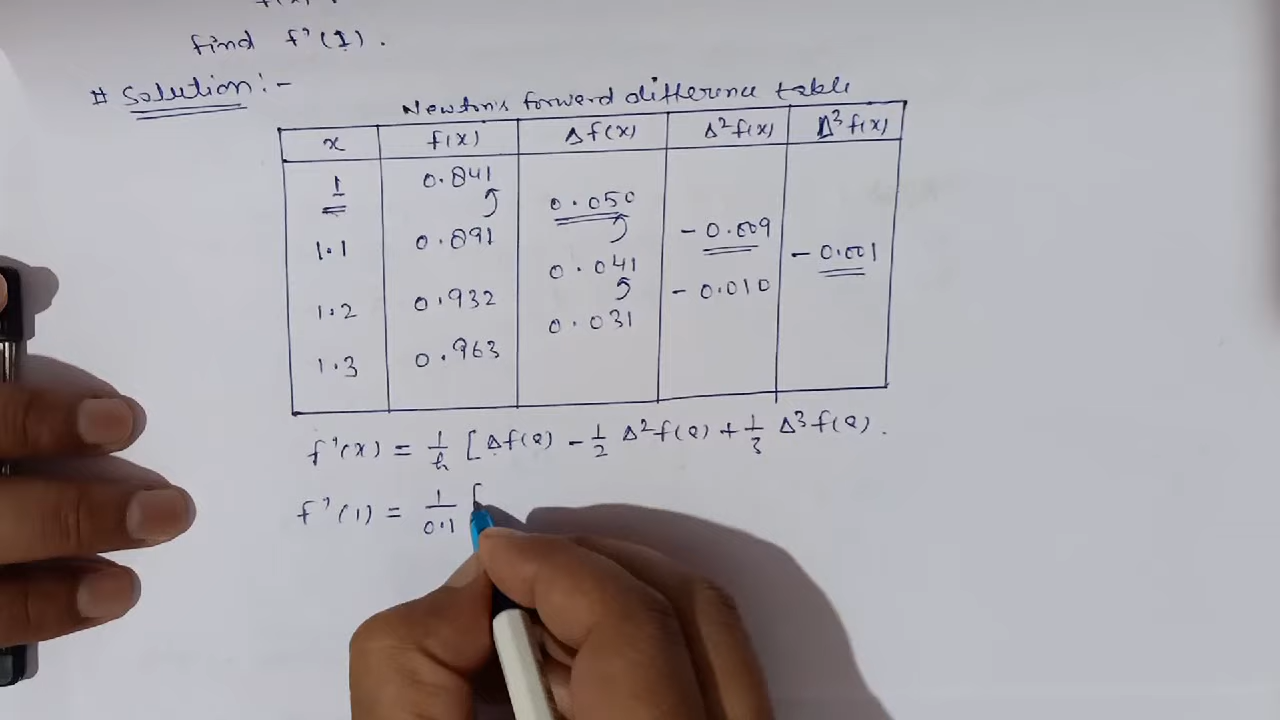 f(x)
find f'(1).
# Solution:-
Newton's forward difference table
x f(x) Δf(x) Δ²f(x) Δ³f(x)
1 0.841
0.050
1.1 0.891 -0.009
0.041 -0.001
1.2 0.932 -0.010
0.031
1.3 0.963
f'(x) = 1/h [Δf(a) - 1/2 Δ²f(a) + 1/3 Δ³f(a).
f'(1) = 1/0.1 [